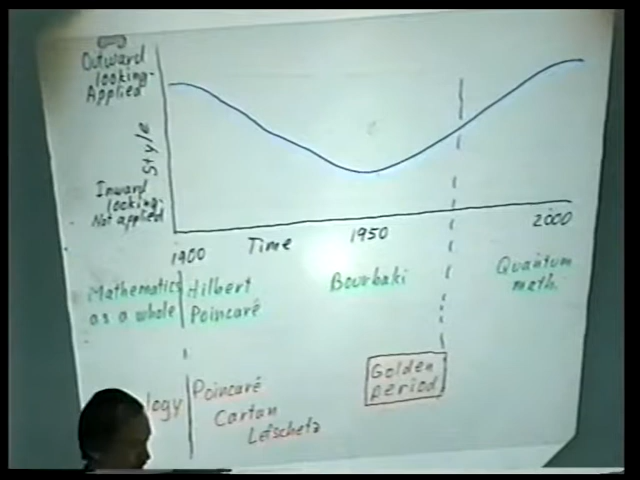 Outward
looking-
Applied
Style
Inward
looking-
Not applied
1900 Time 1950 2000
Mathematics
as a whole
Hilbert
Poincaré
Bourbaki
Quantum
math.
logy
Poincaré
Cartan
Lefschetz
Golden
period